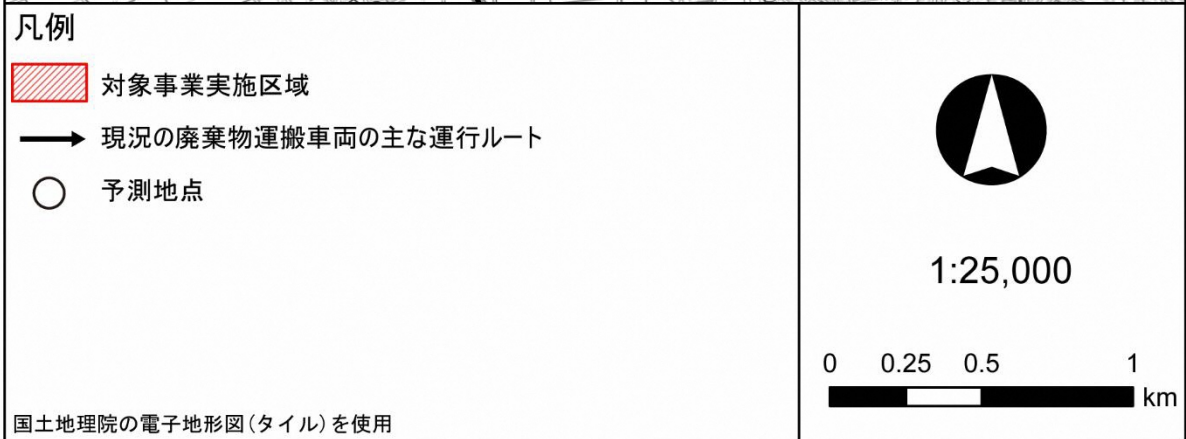 凡例
対象事業実施区域
現況の廃棄物運搬車両の主な運行ルート
予測地点
国土地理院の電子地形図(タイル)を使用
1:25,000
0 0.25 0.5 1
km